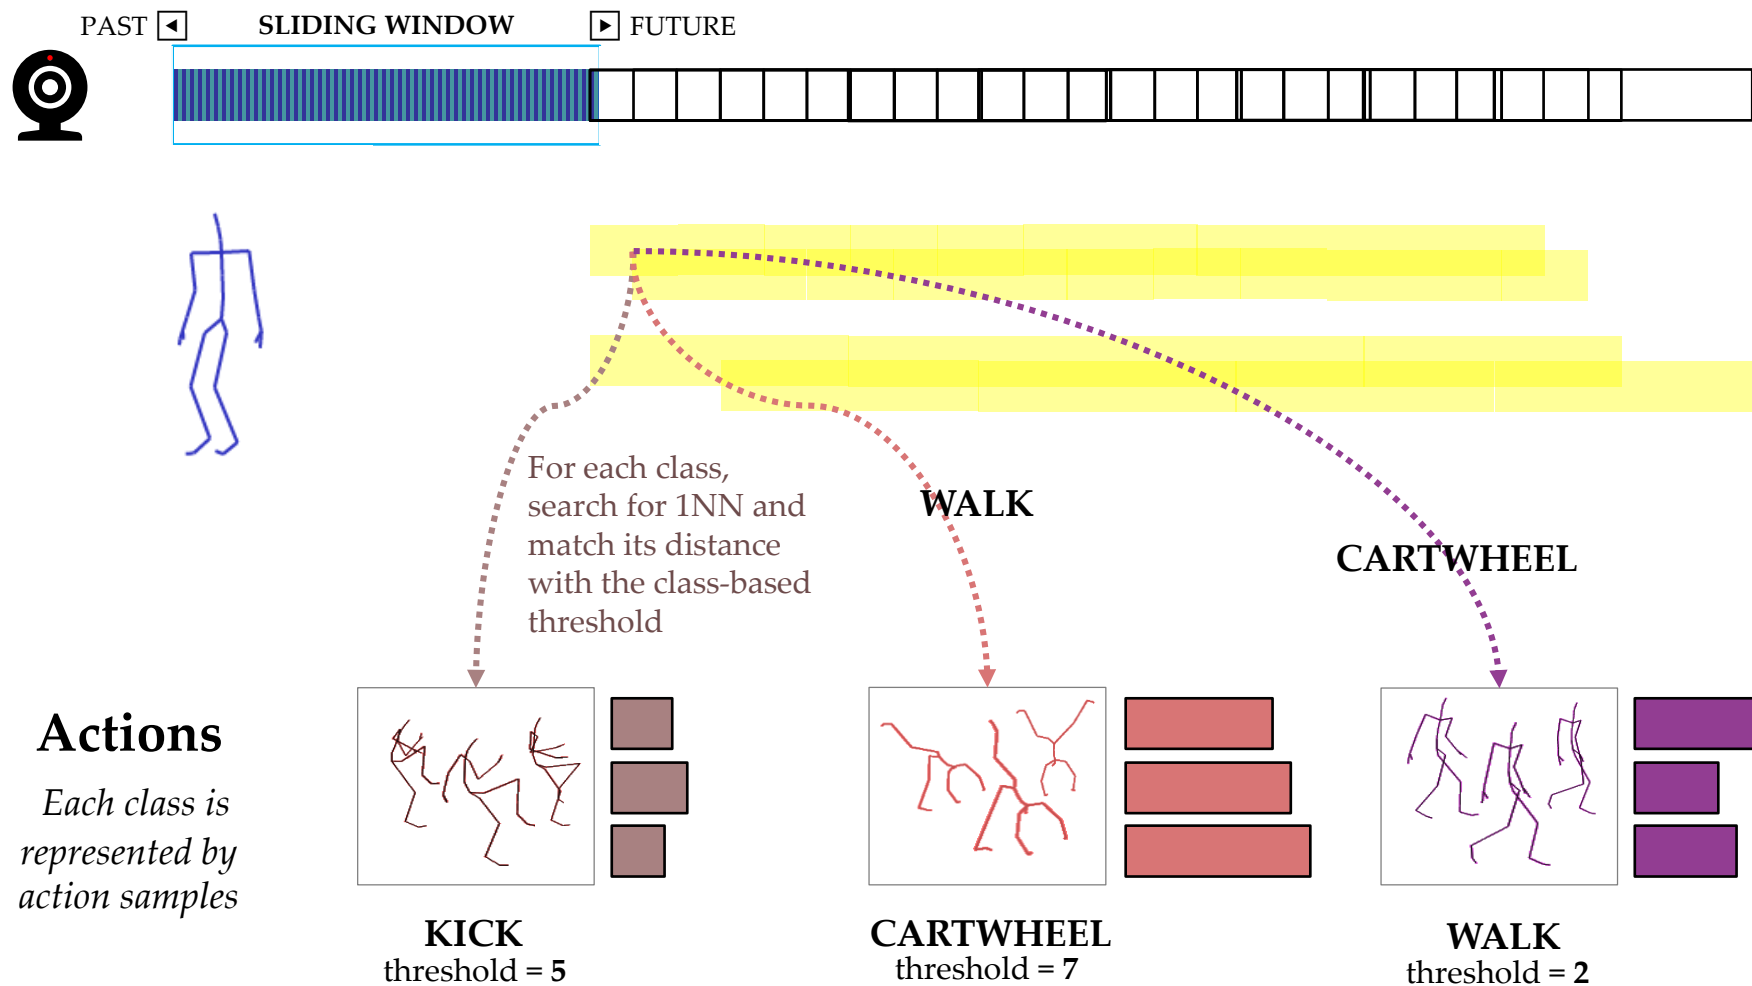 PAST
SLIDING WINDOW
FUTURE
For each class,
search for 1NN and
match its distance
with the class-based
threshold
WALK
CARTWHEEL
Actions
Each class is
represented by
action samples
KICK
threshold = 5
CARTWHEEL
threshold = 7
WALK
threshold = 2